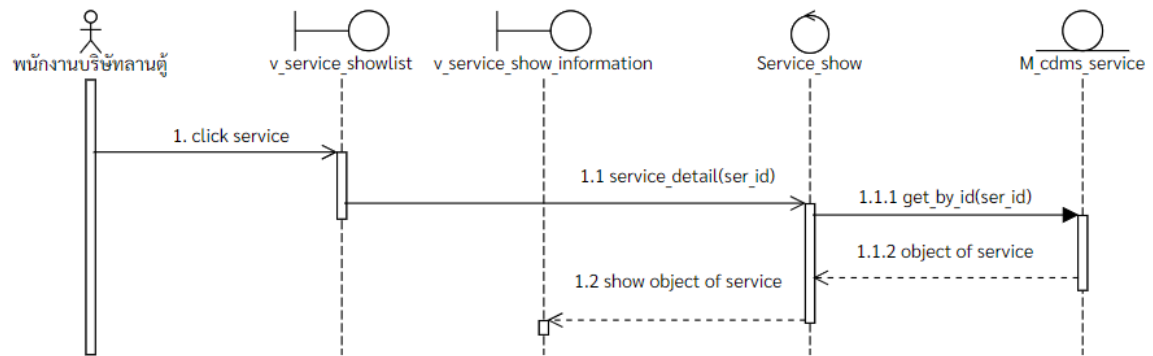 พนักงานบริษัทลานตู้
v_service_showlist
v_service_show_information
Service_show
M_cdms_service
1. click service
1.1 service_detail(ser_id)
1.1.1 get_by_id(ser_id)
1.1.2 object of service
1.2 show object of service